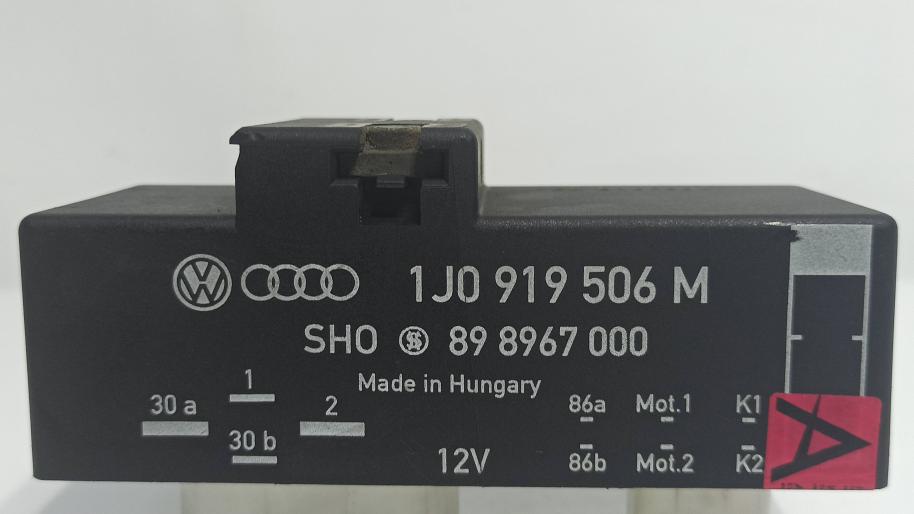 1J0 919 506 M
SHO 89 8967 000
Made in Hungary
30 a 1 2 86a Mot.1 K1
30 b 12V 86b Mot.2 K2
A